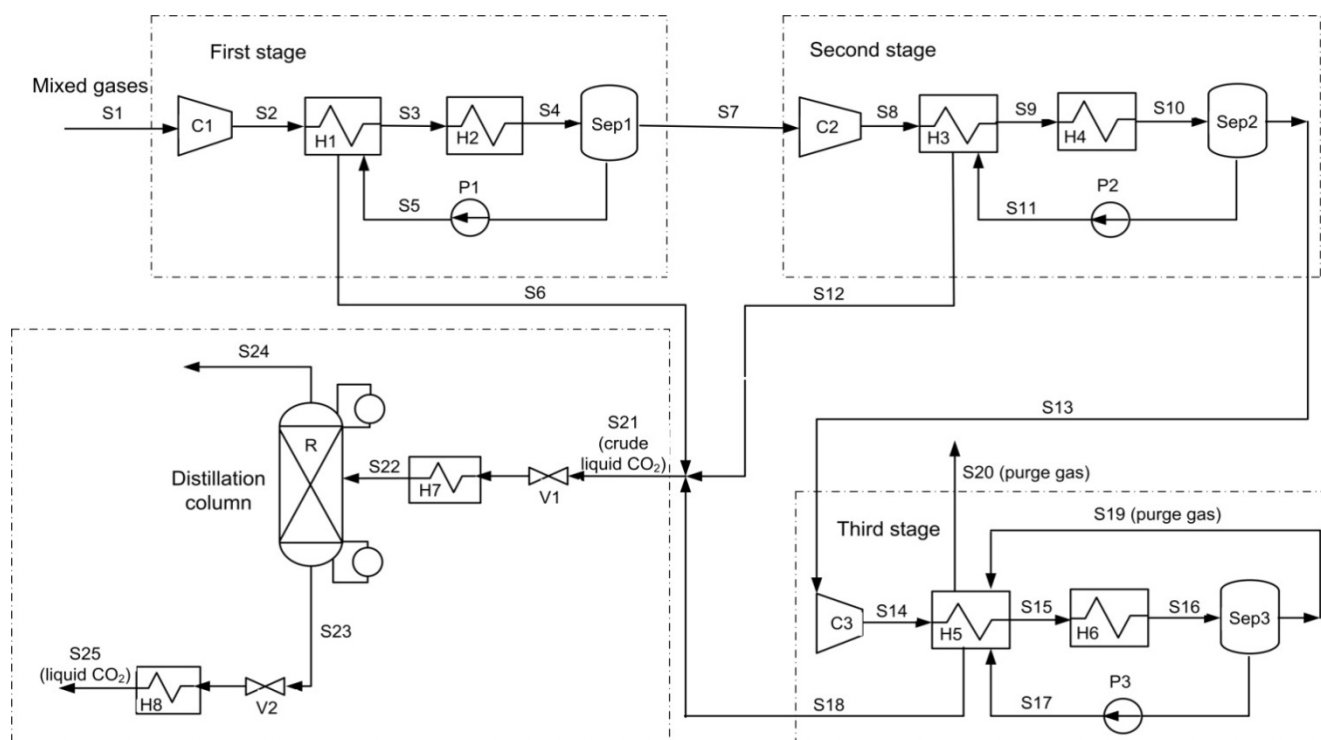 First stage
Second stage
Mixed gases
S1
C1
S2
H1
S3
H2
S4
Sep1
S7
C2
S8
H3
S9
H4
S10
Sep2
P1
S5
P2
S11
S6
S12
S24
S13
R
Distillation
column
S22
H7
V1
S21
(crude
liquid CO₂)
S20 (purge gas)
S19 (purge gas)
Third stage
C3
S14
H5
S15
H6
S16
Sep3
S23
S25
(liquid CO₂)
H8
V2
S18
S17
P3